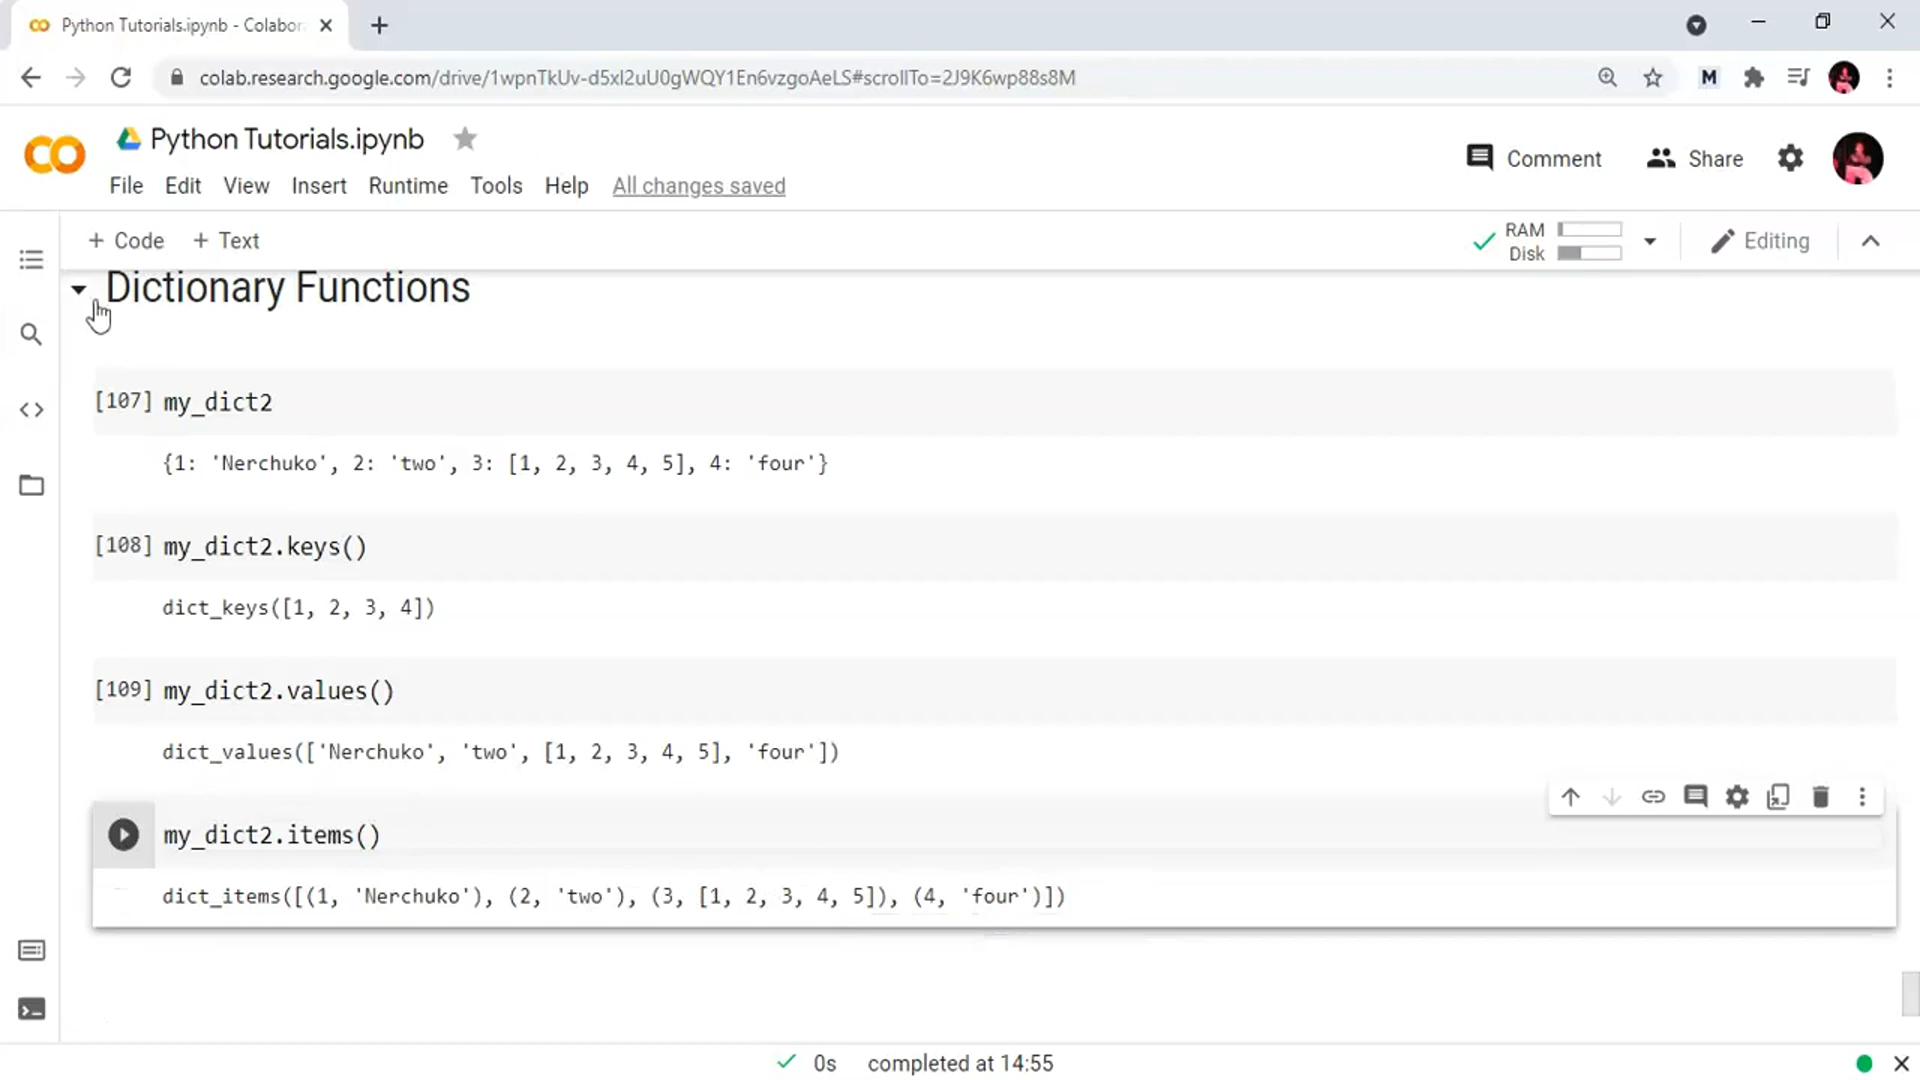 Python Tutorials.ipynb - Colabor
colab.research.google.com/drive/1wpnTkUv-d5xI2uU0gWQY1En6vzgoAeLS#scrollTo=2J9K6wp88s8M
M
Python Tutorials.ipynb
Comment
Share
File Edit View Insert Runtime Tools Help All changes saved
+ Code + Text
RAM
Disk
Editing
Dictionary Functions
[107] my_dict2
{1: 'Nerchuko', 2: 'two', 3: [1, 2, 3, 4, 5], 4: 'four'}
[108] my_dict2.keys()
dict_keys([1, 2, 3, 4])
[109] my_dict2.values()
dict_values(['Nerchuko', 'two', [1, 2, 3, 4, 5], 'four'])
my_dict2.items()
dict_items([(1, 'Nerchuko'), (2, 'two'), (3, [1, 2, 3, 4, 5]), (4, 'four')])
0s completed at 14:55